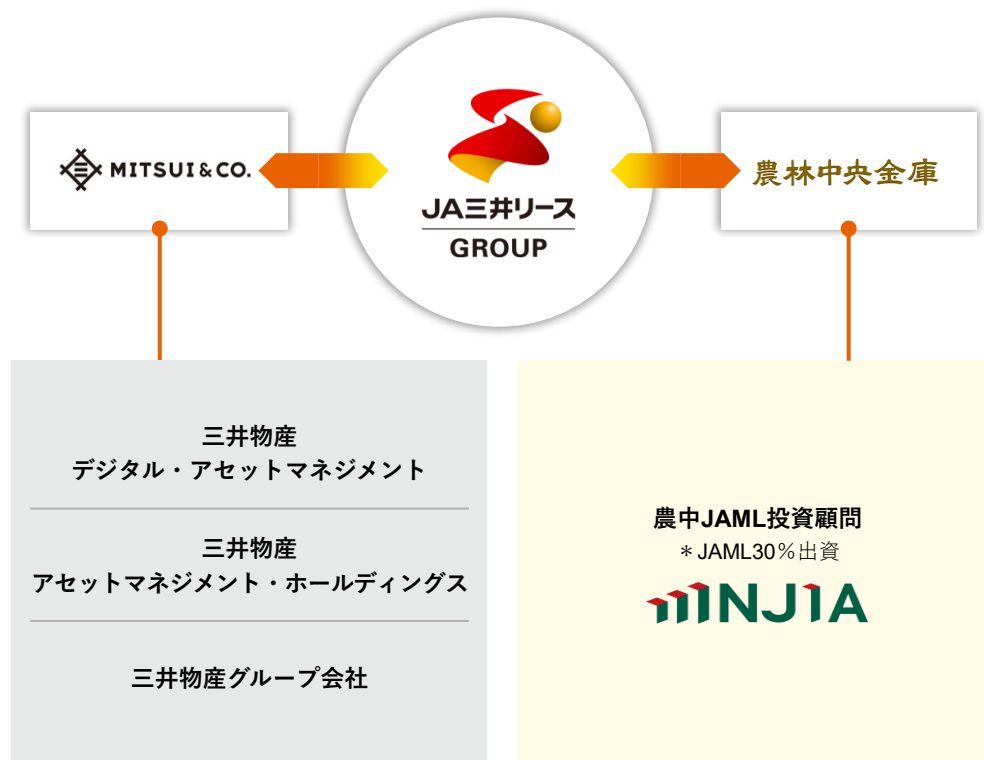 MITSUI&CO.
JA三井リース
GROUP
農林中央金庫
三井物産
デジタル・アセットマネジメント
三井物産
アセットマネジメント・ホールディングス
三井物産グループ会社
農中JAML投資顧問
＊JAML30％出資
NJIA